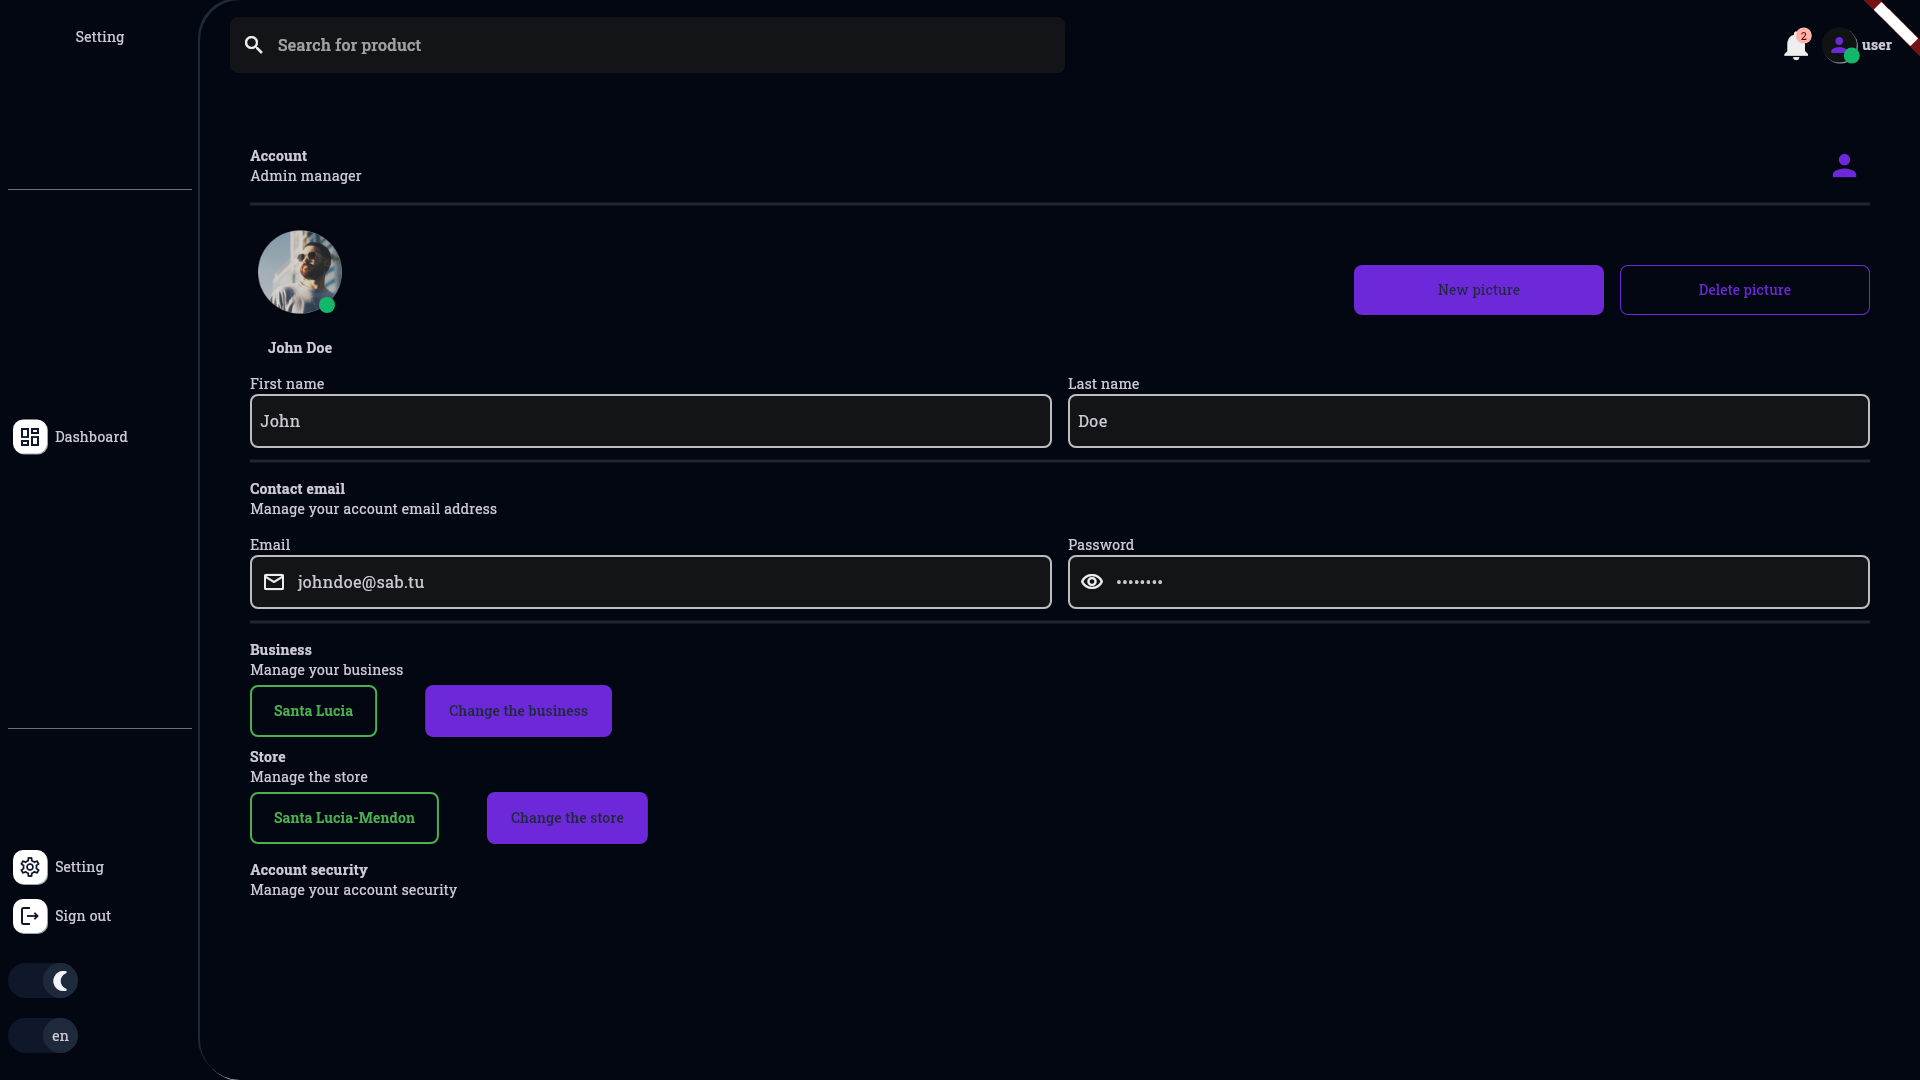 Setting
Search for product
2
user
Account
Admin manager
New picture
Delete picture
John Doe
First name
Last name
John
Doe
Dashboard
Contact email
Manage your account email address
Email
Password
johndoe@sab.tu
••••••••
Business
Manage your business
Santa Lucia
Change the business
Store
Manage the store
Santa Lucia-Mendon
Change the store
Account security
Manage your account security
Setting
Sign out
en